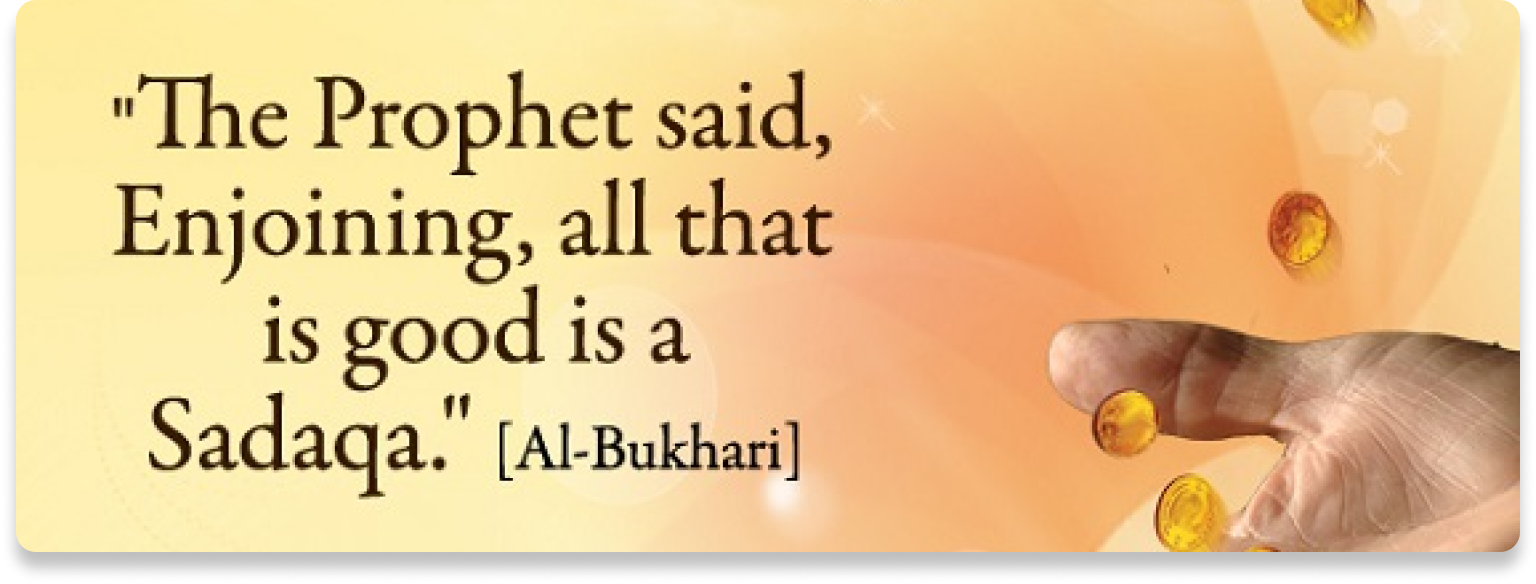 "The Prophet said,
Enjoining, all that
is good is a
Sadaqa." [Al-Bukhari]